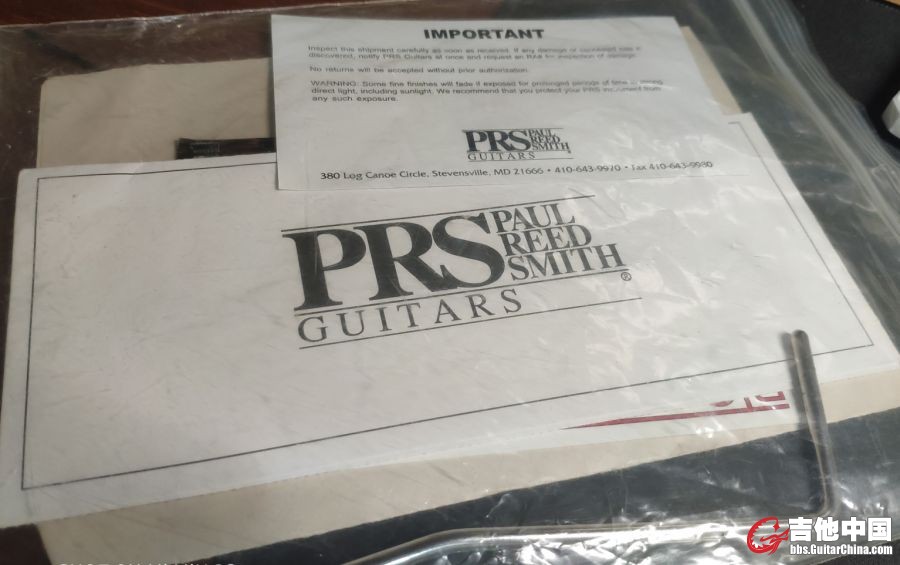 IMPORTANT
Inspect this shipment carefully as soon as received. If any damage or concealed loss is
discovered, notify PRS Guitars at once and request an RA# for inspection of damage.
No returns will be accepted without prior authorization.
WARNING: Some fine finishes will fade if exposed for prolonged periods of time to strong
direct light, including sunlight. We recommend that you protect your PRS instrument from
any such exposure.
PRS PAUL
REED
SMITH
GUITARS
380 Log Canoe Circle, Stevensville, MD 21666 • 410-643-9970 • Fax 410-643-9980
PRS PAUL
REED
SMITH®
GUITARS
吉他中国
bbs.GuitarChina.com